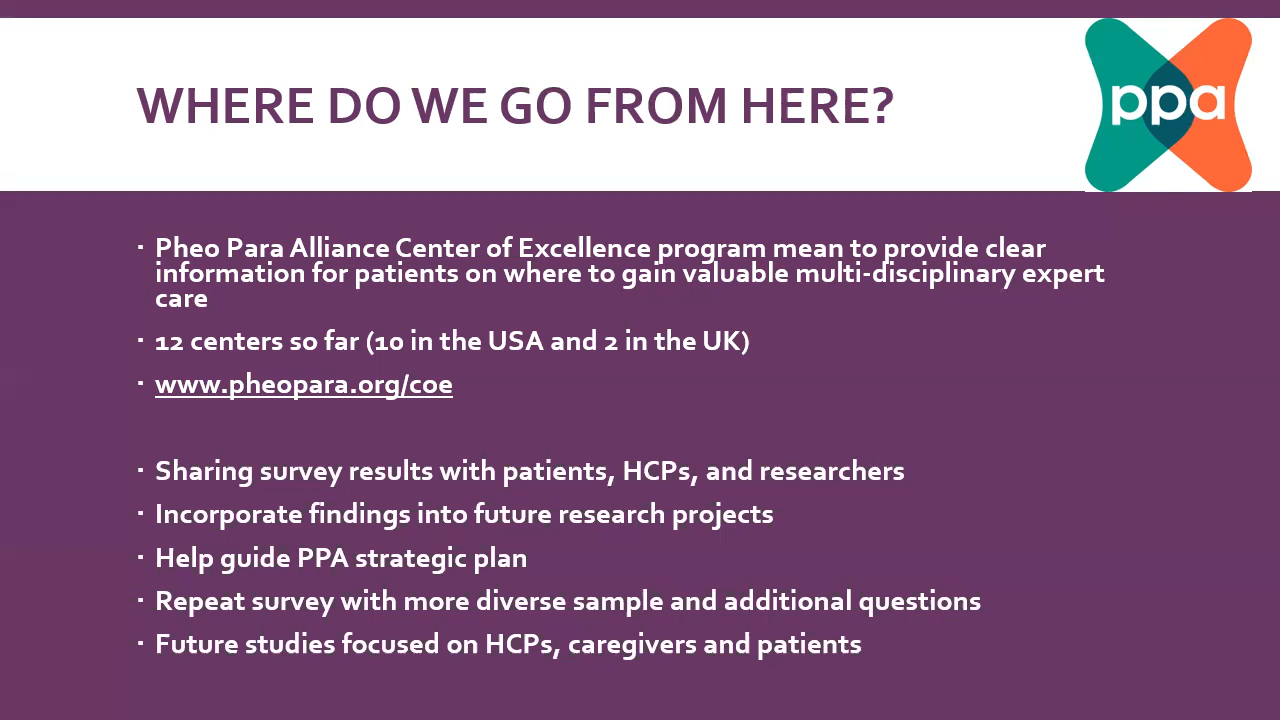 WHERE DO WE GO FROM HERE?
ppa
▪ Pheo Para Alliance Center of Excellence program mean to provide clear
information for patients on where to gain valuable multi-disciplinary expert
care
▪ 12 centers so far (10 in the USA and 2 in the UK)
▪ www.pheopara.org/coe
▪ Sharing survey results with patients, HCPs, and researchers
▪ Incorporate findings into future research projects
▪ Help guide PPA strategic plan
▪ Repeat survey with more diverse sample and additional questions
▪ Future studies focused on HCPs, caregivers and patients